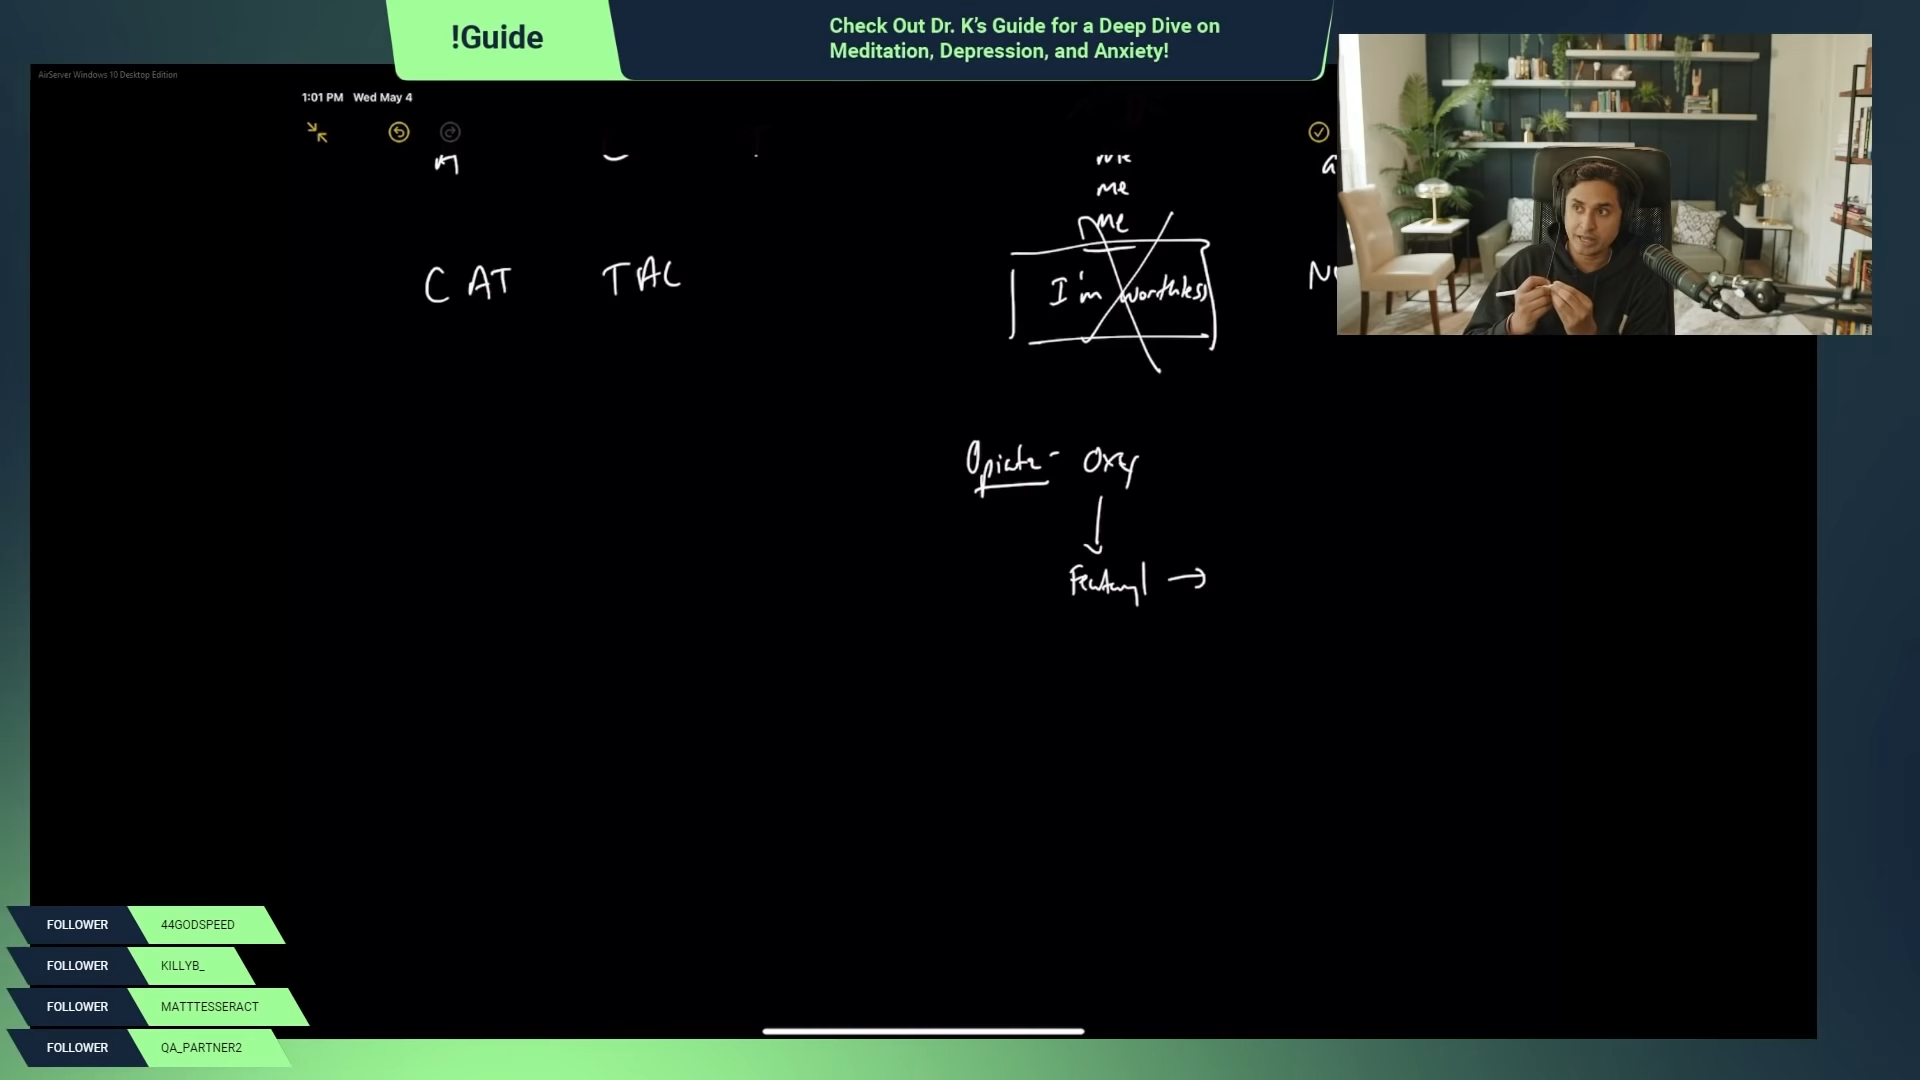 !Guide
Check Out Dr. K's Guide for a Deep Dive on
Meditation, Depression, and Anxiety!
AirServer Windows 10 Desktop Edition
1:01 PM Wed May 4
me
me
CAT TAC
I'm worthless
Opiate - Oxy
Fentanyl →
FOLLOWER 44GODSPEED
FOLLOWER KILLYB_
FOLLOWER MATTTESSERACT
FOLLOWER QA_PARTNER2